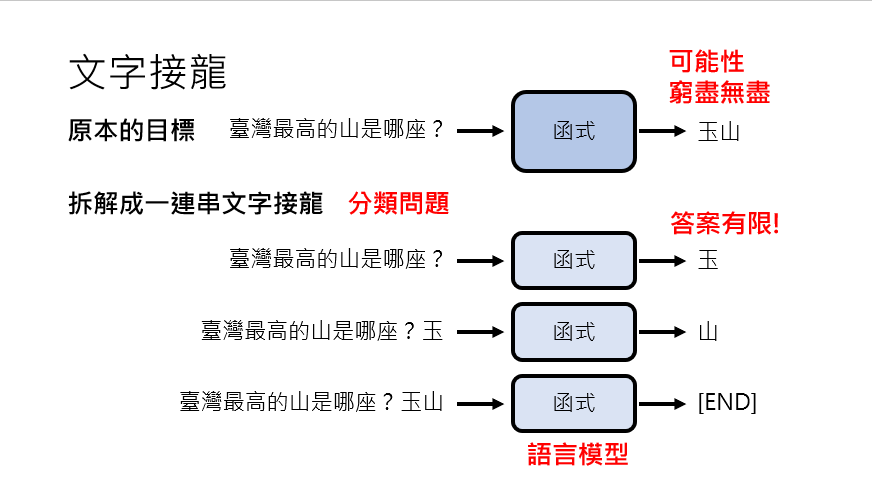 文字接龍
可能性
窮盡無盡
原本的目標
臺灣最高的山是哪座？
函式
玉山
拆解成一連串文字接龍
分類問題
答案有限!
臺灣最高的山是哪座？
函式
玉
臺灣最高的山是哪座？玉
函式
山
臺灣最高的山是哪座？玉山
函式
[END]
語言模型